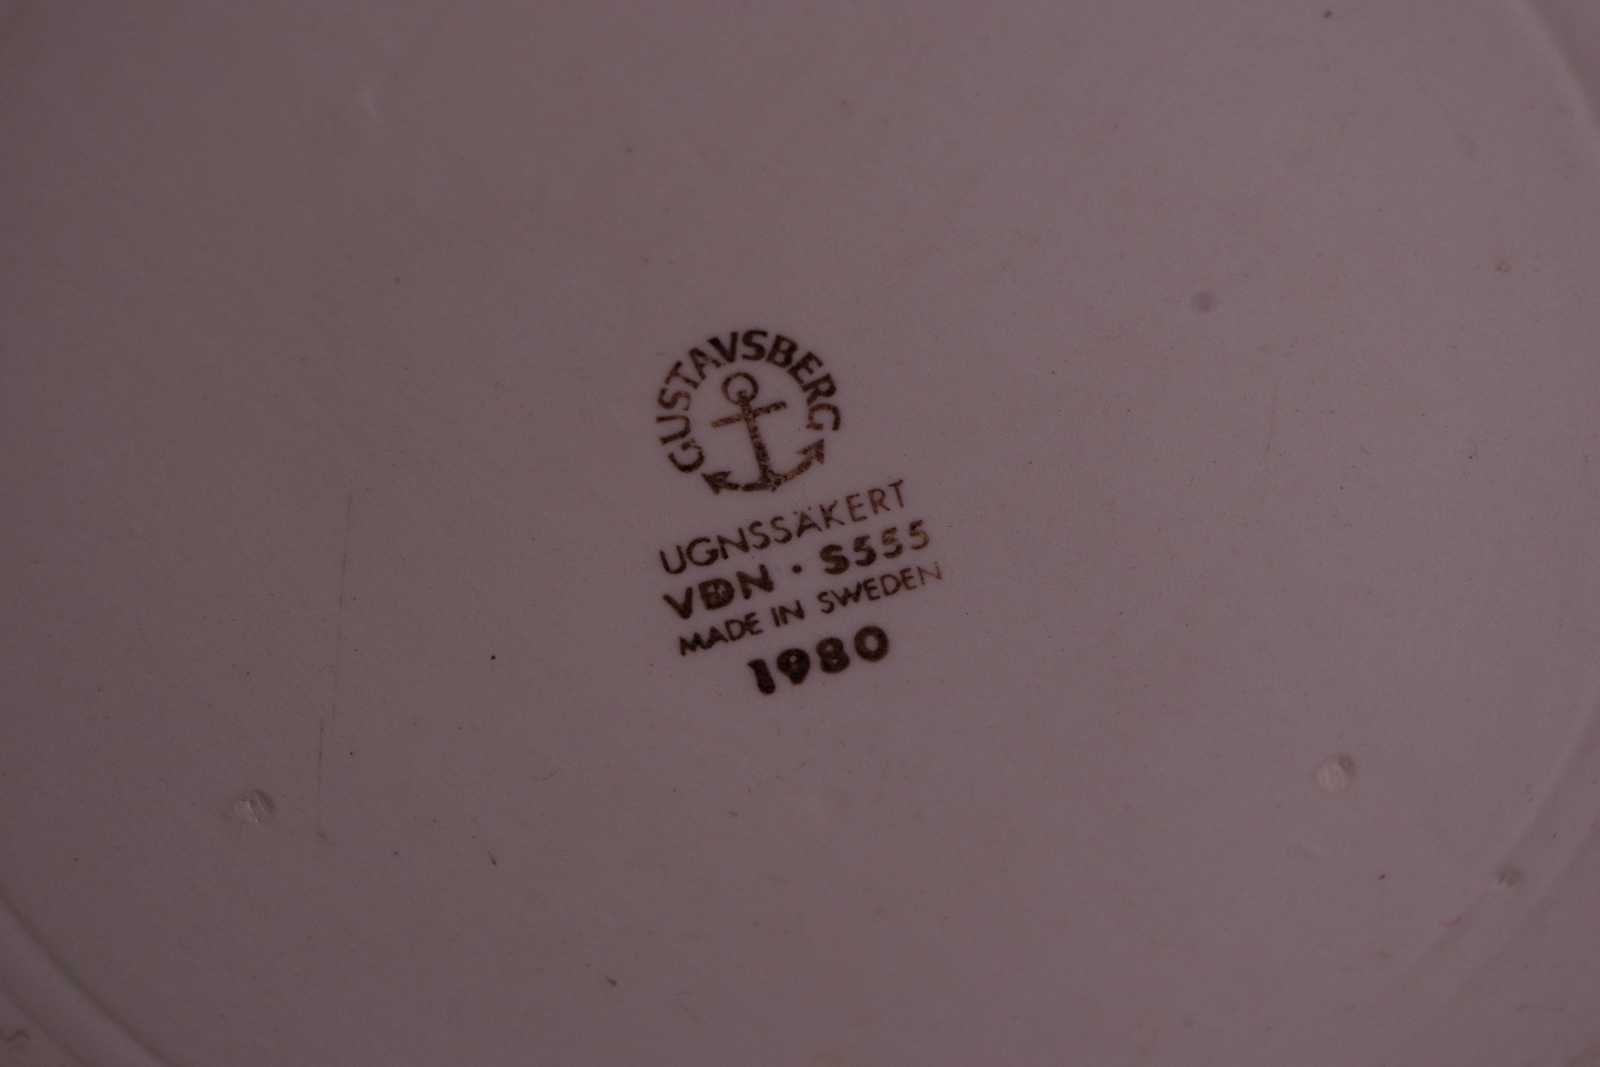 GUSTAVSBERG
UGNSSÄKERT
VDN · S555
MADE IN SWEDEN
1980